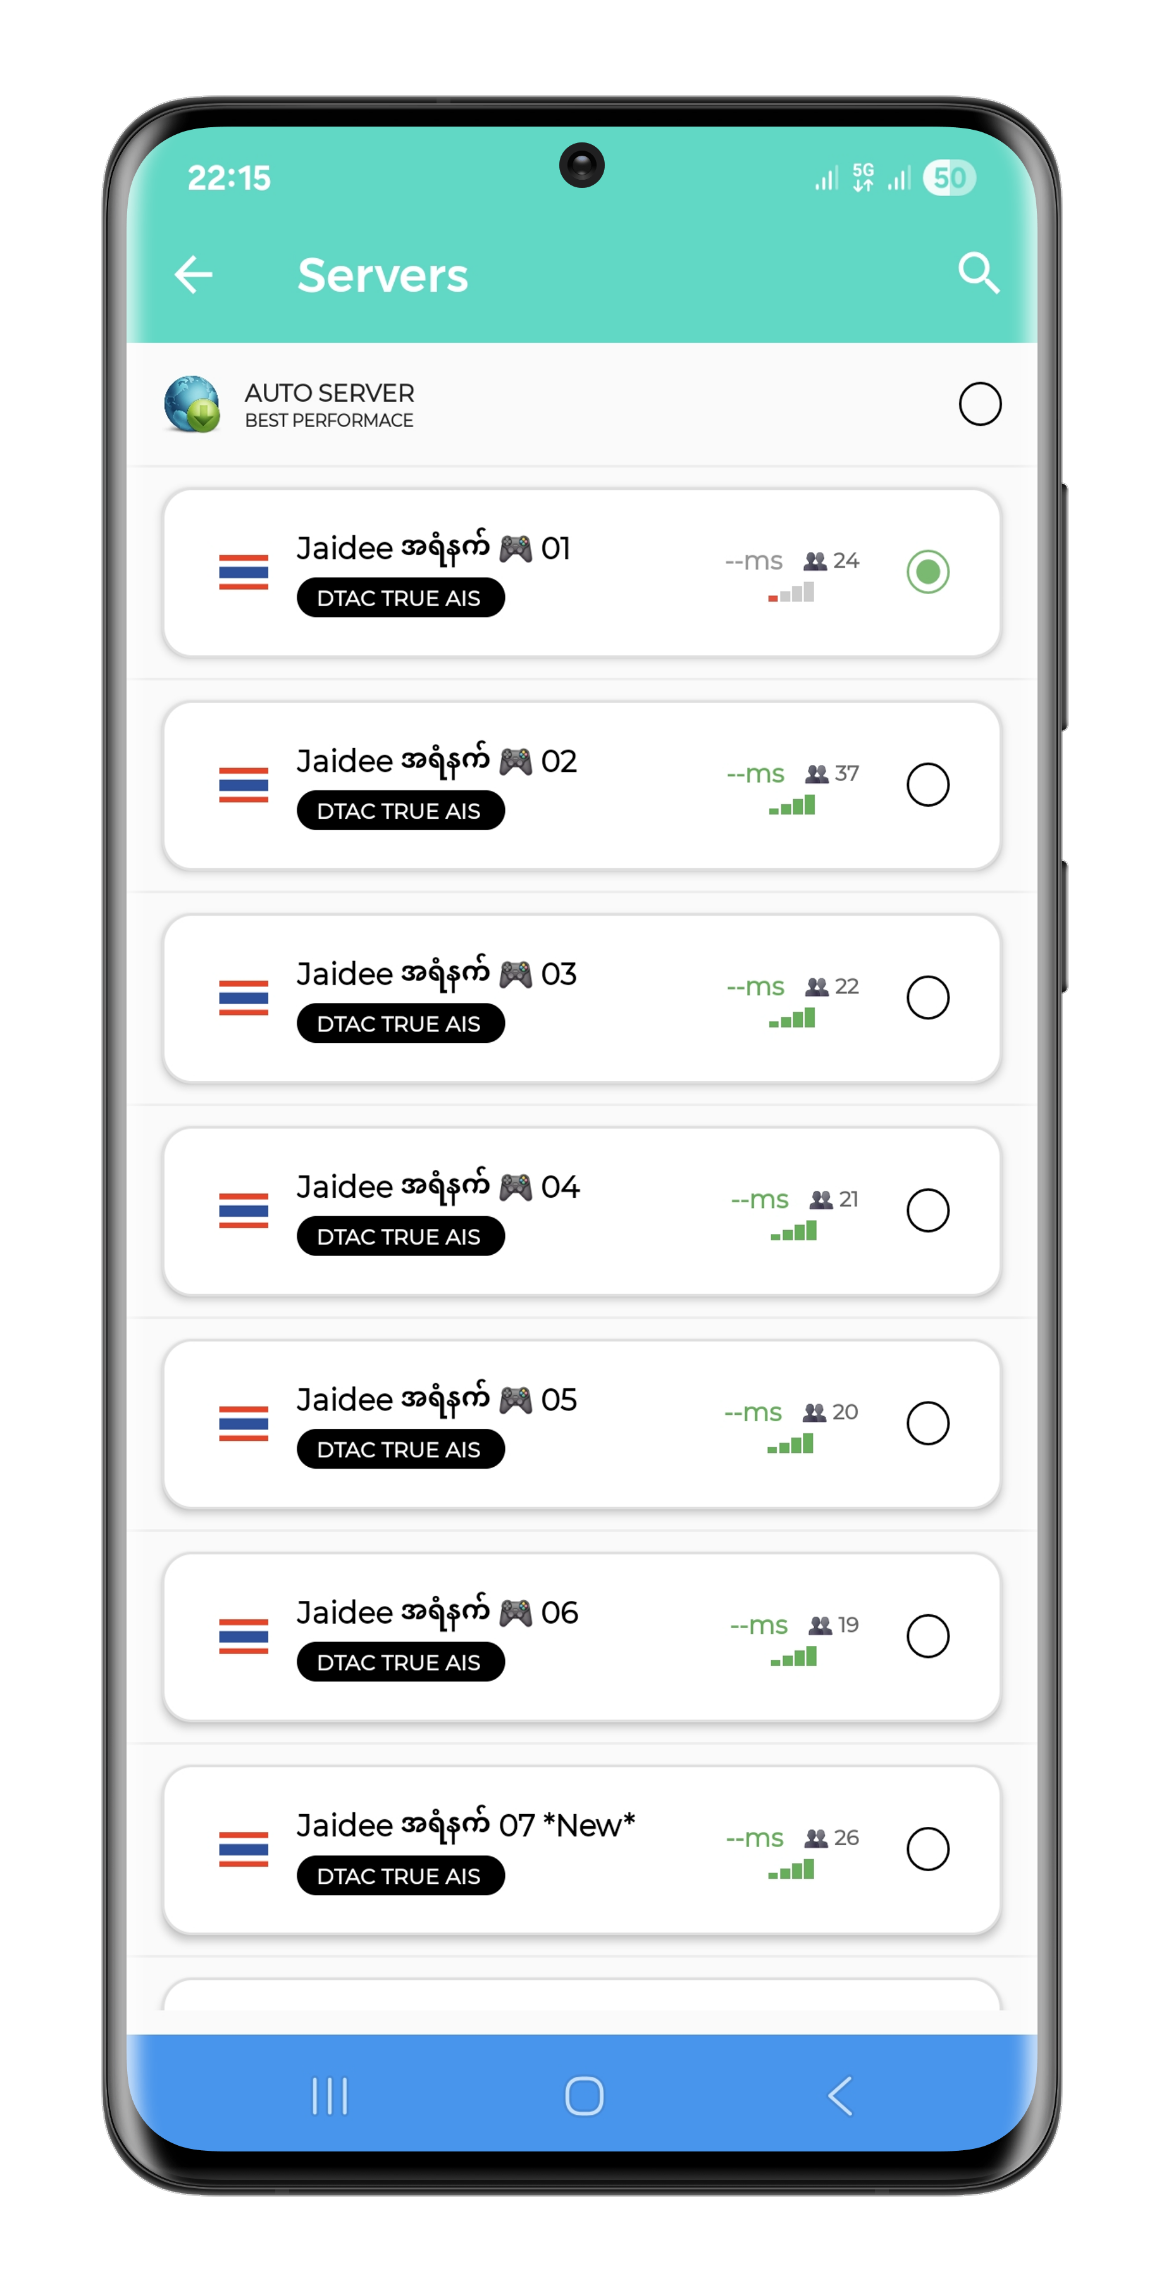 22:15
5G
50
Servers
AUTO SERVER
BEST PERFORMACE
Jaidee အရံနက် 🎮 01
--ms 24
DTAC TRUE AIS
Jaidee အရံနက် 🎮 02
--ms 37
DTAC TRUE AIS
Jaidee အရံနက် 🎮 03
--ms 22
DTAC TRUE AIS
Jaidee အရံနက် 🎮 04
--ms 21
DTAC TRUE AIS
Jaidee အရံနက် 🎮 05
--ms 20
DTAC TRUE AIS
Jaidee အရံနက် 🎮 06
--ms 19
DTAC TRUE AIS
Jaidee အရံနက် 07 *New*
--ms 26
DTAC TRUE AIS